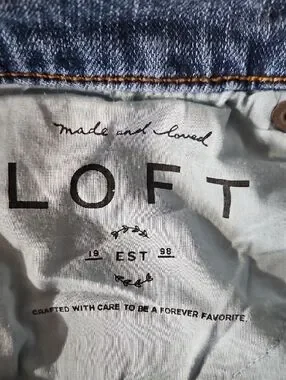 made and loved
LOFT
19 EST 98
CRAFTED WITH CARE TO BE A FOREVER FAVORITE.